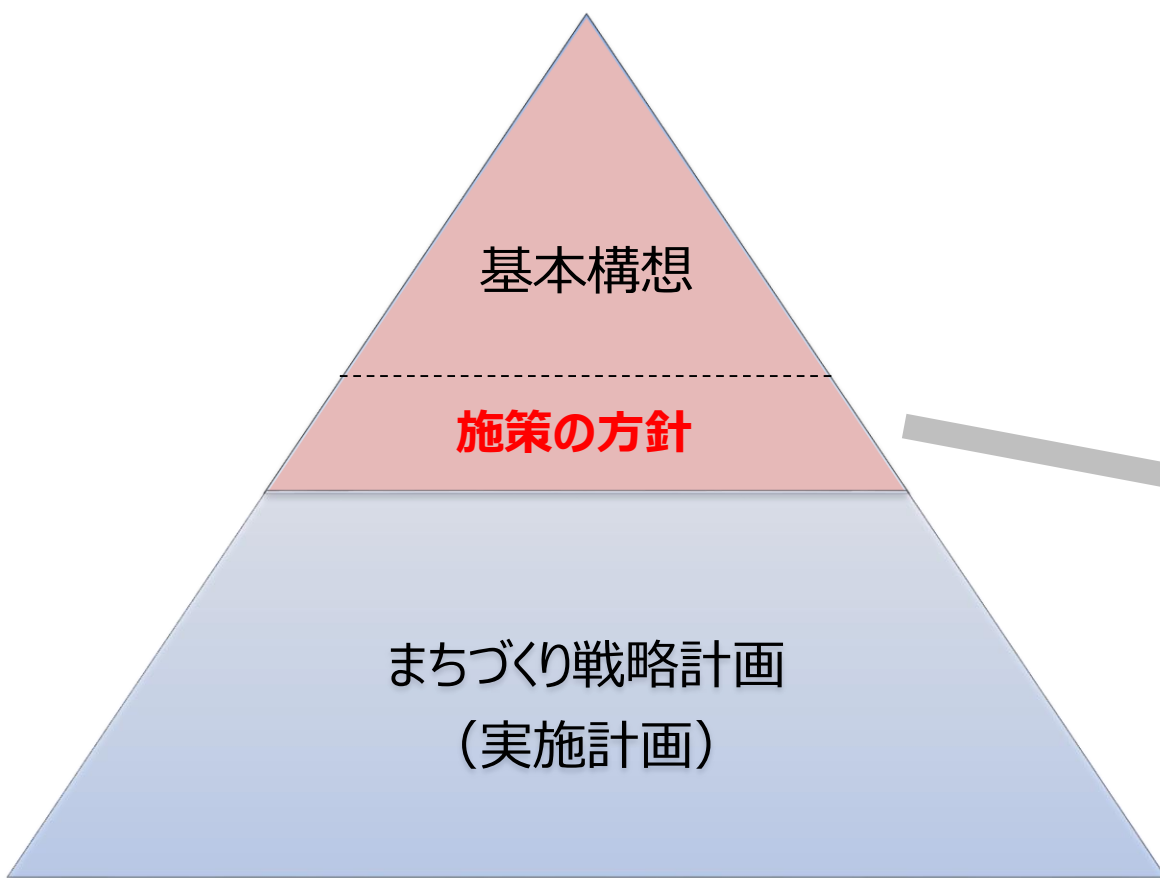 基本構想
施策の方針
まちづくり戦略計画
（実施計画）